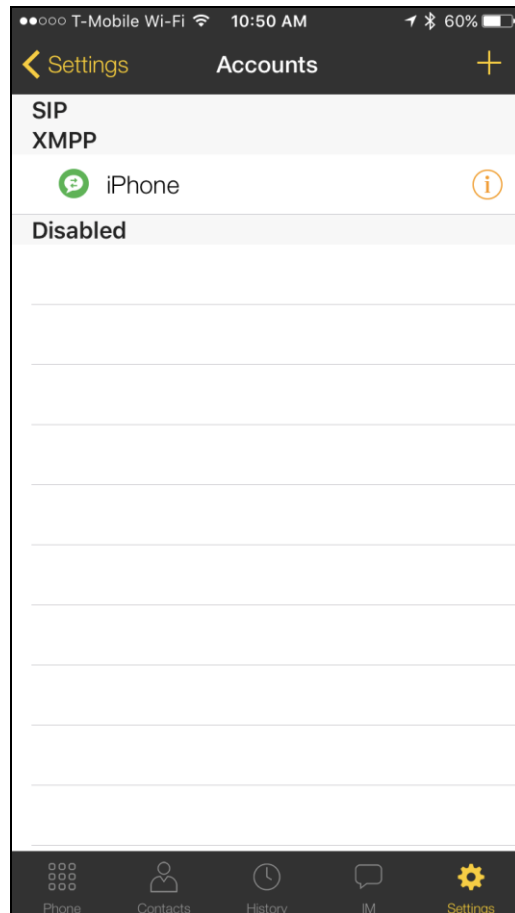 T-Mobile Wi-Fi 10:50 AM 60%
Settings Accounts +
SIP
XMPP
iPhone i
Disabled
Phone Contacts History IM Settings